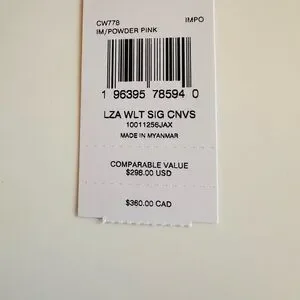 CW778 IMPO
IM/POWDER PINK
1 96395 78594 0
LZA WLT SIG CNVS
10011256JAX
MADE IN MYANMAR
COMPARABLE VALUE
$298.00 USD
$360.00 CAD